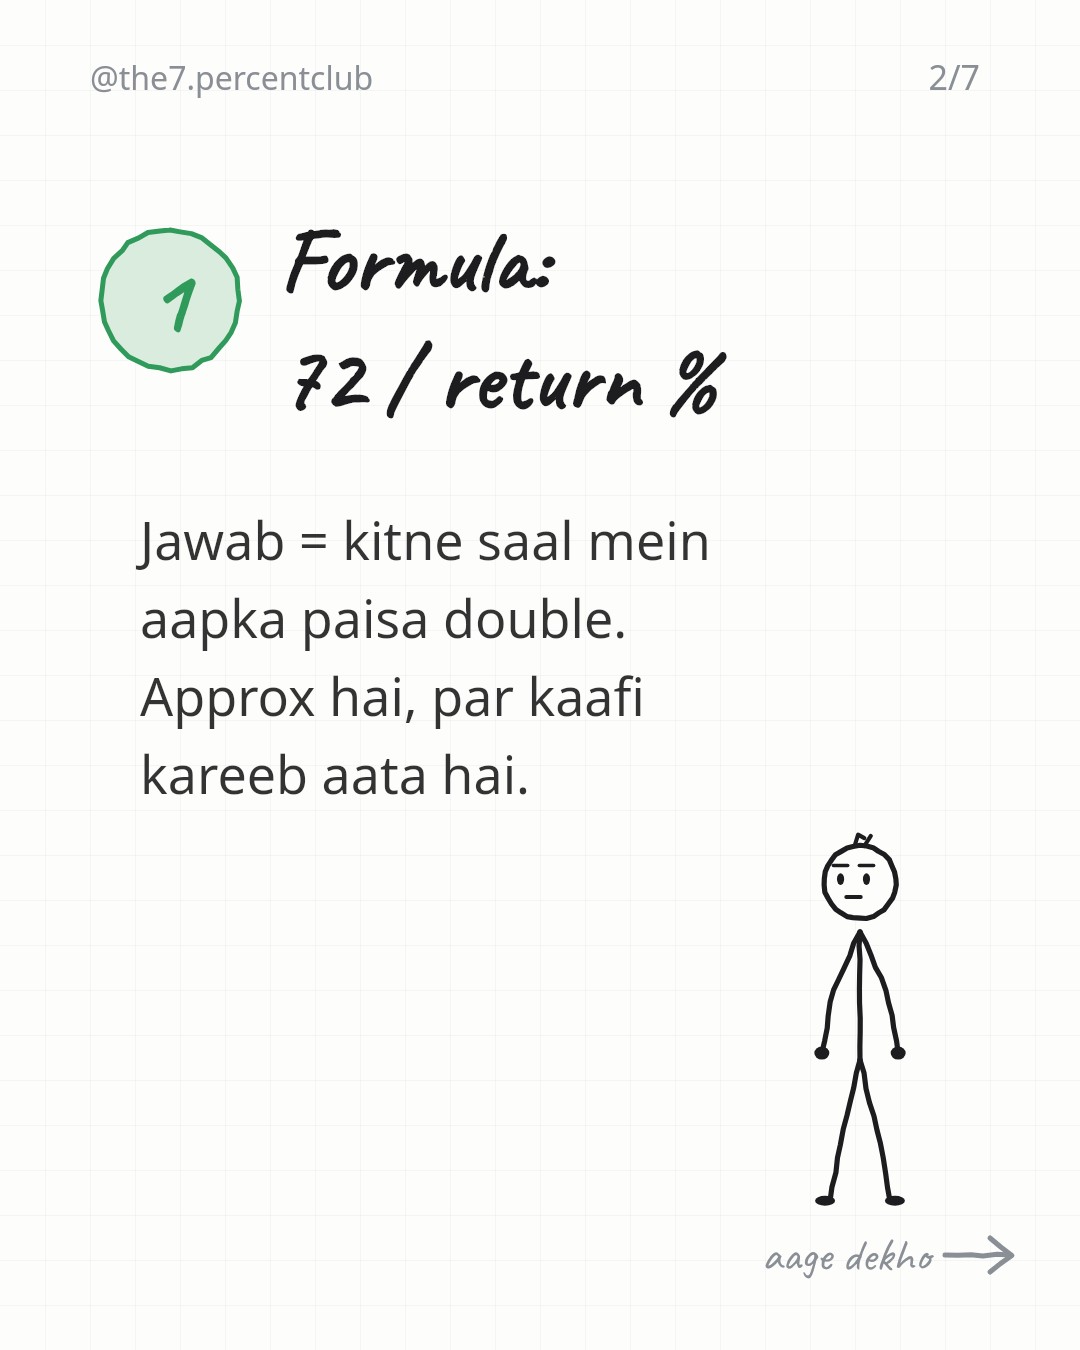 @the7.percentclub
2/7
1
Formula:
72 / return %
Jawab = kitne saal mein
aapka paisa double.
Approx hai, par kaafi
kareeb aata hai.
aage dekho